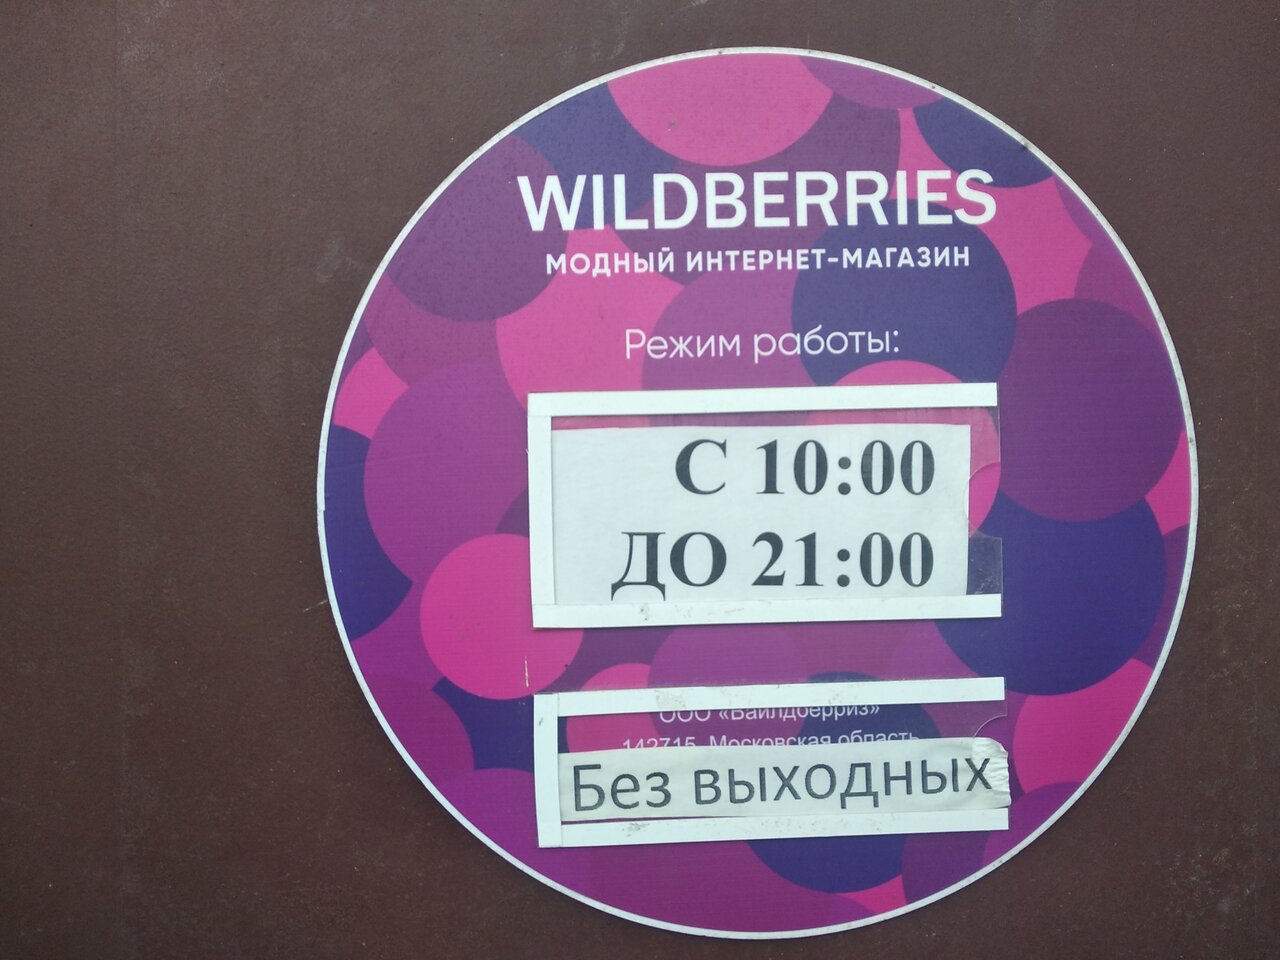 WILDBERRIES
МОДНЫЙ ИНТЕРНЕТ-МАГАЗИН
Режим работы:
С 10:00
ДО 21:00
ООО «Вайлдберриз»
142715, Московская область
Без выходных